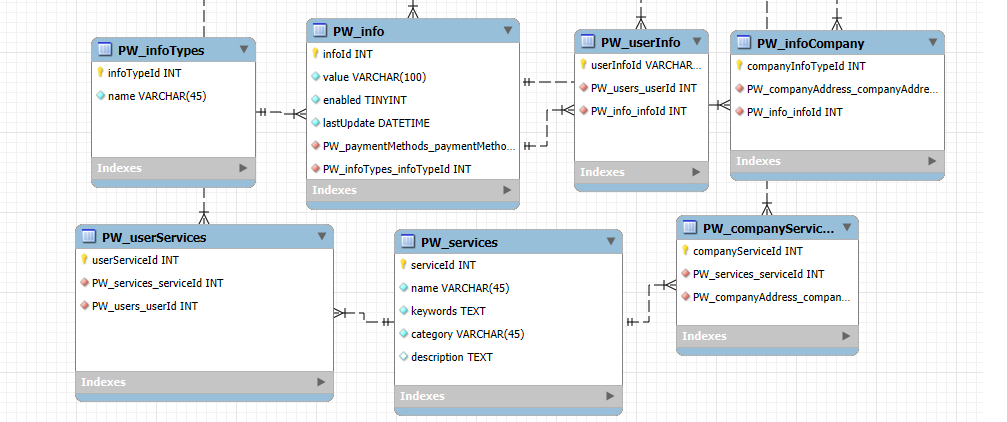 PW_infoTypes
infoTypeId INT
name VARCHAR(45)
Indexes
PW_info
infoId INT
value VARCHAR(100)
enabled TINYINT
lastUpdate DATETIME
PW_paymentMethods_paymentMetho...
PW_infoTypes_infoTypeId INT
Indexes
PW_userInfo
userInfoId VARCHAR...
PW_users_userId INT
PW_info_infoId INT
Indexes
PW_infoCompany
companyInfoTypeId INT
PW_companyAddress_companyAddre...
PW_info_infoId INT
Indexes
PW_userServices
userServiceId INT
PW_services_serviceId INT
PW_users_userId INT
Indexes
PW_services
serviceId INT
name VARCHAR(45)
keywords TEXT
category VARCHAR(45)
description TEXT
Indexes
PW_companyServic...
companyServiceId INT
PW_services_serviceId INT
PW_companyAddress_compan...
Indexes